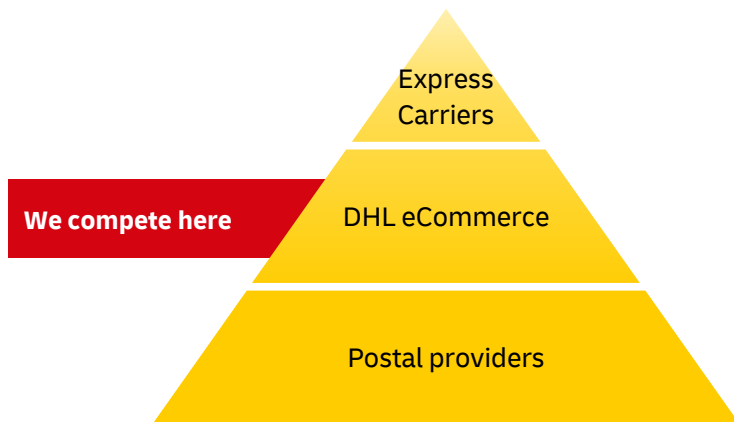 Express
Carriers
We compete here
DHL eCommerce
Postal providers